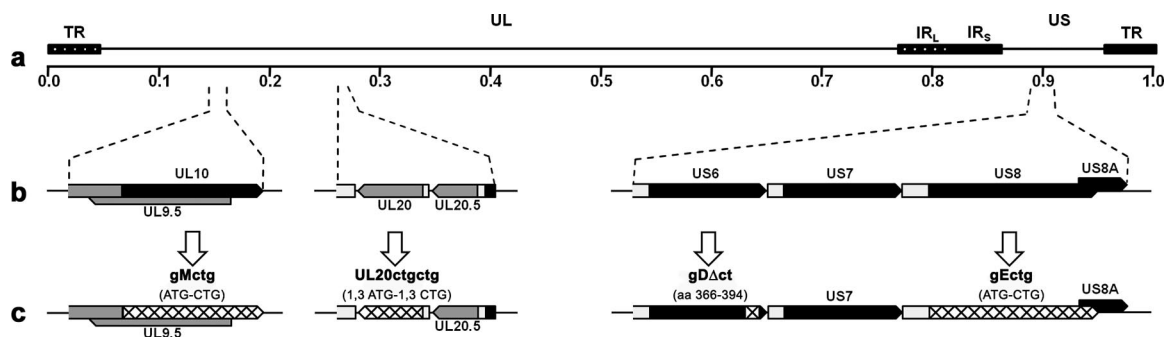 TR UL IR_L IR_S US TR
a
0.0 0.1 0.2 0.3 0.4 0.5 0.6 0.7 0.8 0.9 1.0
b
UL10 US6 US7 US8 US8A
UL9.5 UL20 UL20.5
gMctg UL20ctgctg gDΔct gEctg
(ATG-CTG) (1,3 ATG-1,3 CTG) (aa 366-394) (ATG-CTG)
c
US7 US8A
UL9.5 UL20.5